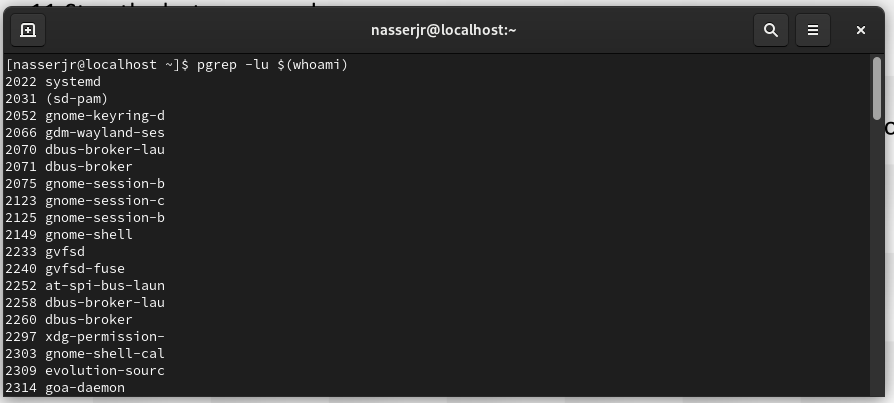 nasserjr@localhost:~
[nasserjr@localhost ~]$ pgrep -lu $(whoami)
2022 systemd
2031 (sd-pam)
2052 gnome-keyring-d
2066 gdm-wayland-ses
2070 dbus-broker-lau
2071 dbus-broker
2075 gnome-session-b
2123 gnome-session-c
2125 gnome-session-b
2149 gnome-shell
2233 gvfsd
2240 gvfsd-fuse
2252 at-spi-bus-laun
2258 dbus-broker-lau
2260 dbus-broker
2297 xdg-permission-
2303 gnome-shell-cal
2309 evolution-sourc
2314 goa-daemon